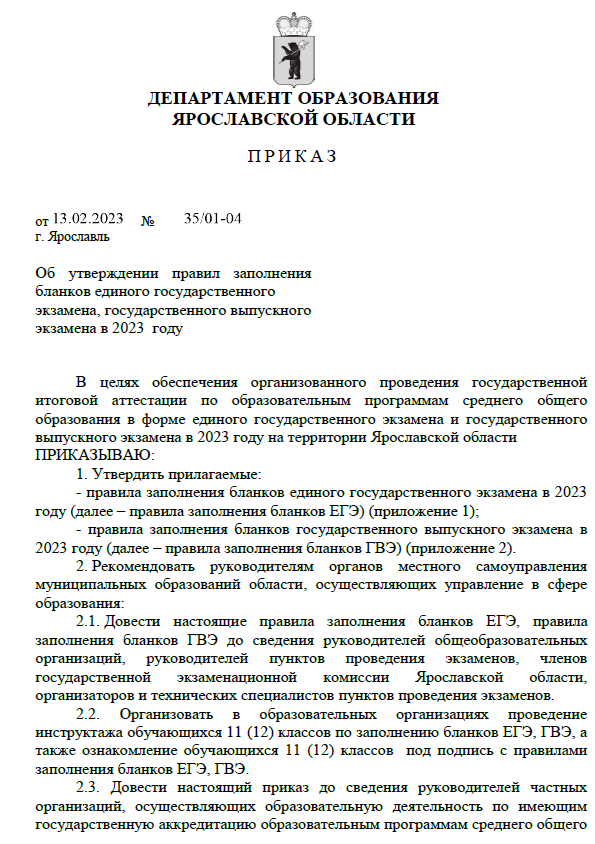 ДЕПАРТАМЕНТ ОБРАЗОВАНИЯ
ЯРОСЛАВСКОЙ ОБЛАСТИ
ПРИКАЗ
от 13.02.2023 № 35/01-04
г. Ярославль
Об утверждении правил заполнения
бланков единого государственного
экзамена, государственного выпускного
экзамена в 2023 году
В целях обеспечения организованного проведения государственной
итоговой аттестации по образовательным программам среднего общего
образования в форме единого государственного экзамена и государственного
выпускного экзамена в 2023 году на территории Ярославской области
ПРИКАЗЫВАЮ:
1. Утвердить прилагаемые:
- правила заполнения бланков единого государственного экзамена в 2023
году (далее – правила заполнения бланков ЕГЭ) (приложение 1);
- правила заполнения бланков государственного выпускного экзамена в
2023 году (далее – правила заполнения бланков ГВЭ) (приложение 2).
2. Рекомендовать руководителям органов местного самоуправления
муниципальных образований области, осуществляющих управление в сфере
образования:
2.1. Довести настоящие правила заполнения бланков ЕГЭ, правила
заполнения бланков ГВЭ до сведения руководителей общеобразовательных
организаций, руководителей пунктов проведения экзаменов, членов
государственной экзаменационной комиссии Ярославской области,
организаторов и технических специалистов пунктов проведения экзаменов.
2.2. Организовать в образовательных организациях проведение
инструктажа обучающихся 11 (12) классов по заполнению бланков ЕГЭ, ГВЭ, а
также ознакомление обучающихся 11 (12) классов под подпись с правилами
заполнения бланков ЕГЭ, ГВЭ.
2.3. Довести настоящий приказ до сведения руководителей частных
организаций, осуществляющих образовательную деятельность по имеющим
государственную аккредитацию образовательным программам среднего общего